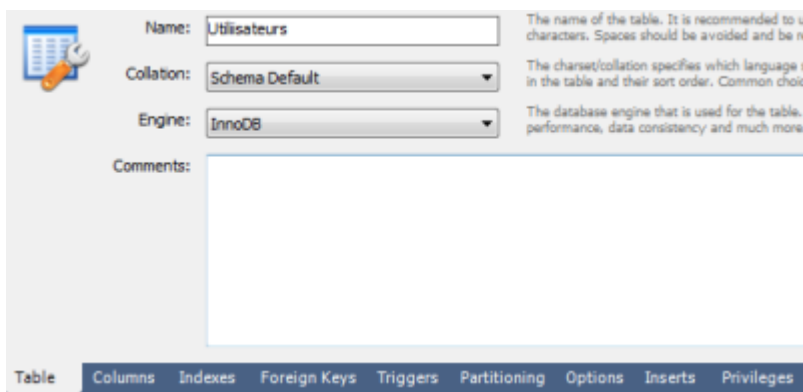 Name: Utilisateurs
The name of the table. It is recommended to u
characters. Spaces should be avoided and be r
Collation: Schema Default
The charset/collation specifies which language
in the table and their sort order. Common choi
Engine: InnoDB
The database engine that is used for the table.
performance, data consistency and much more
Comments:
Table Columns Indexes Foreign Keys Triggers Partitioning Options Inserts Privileges